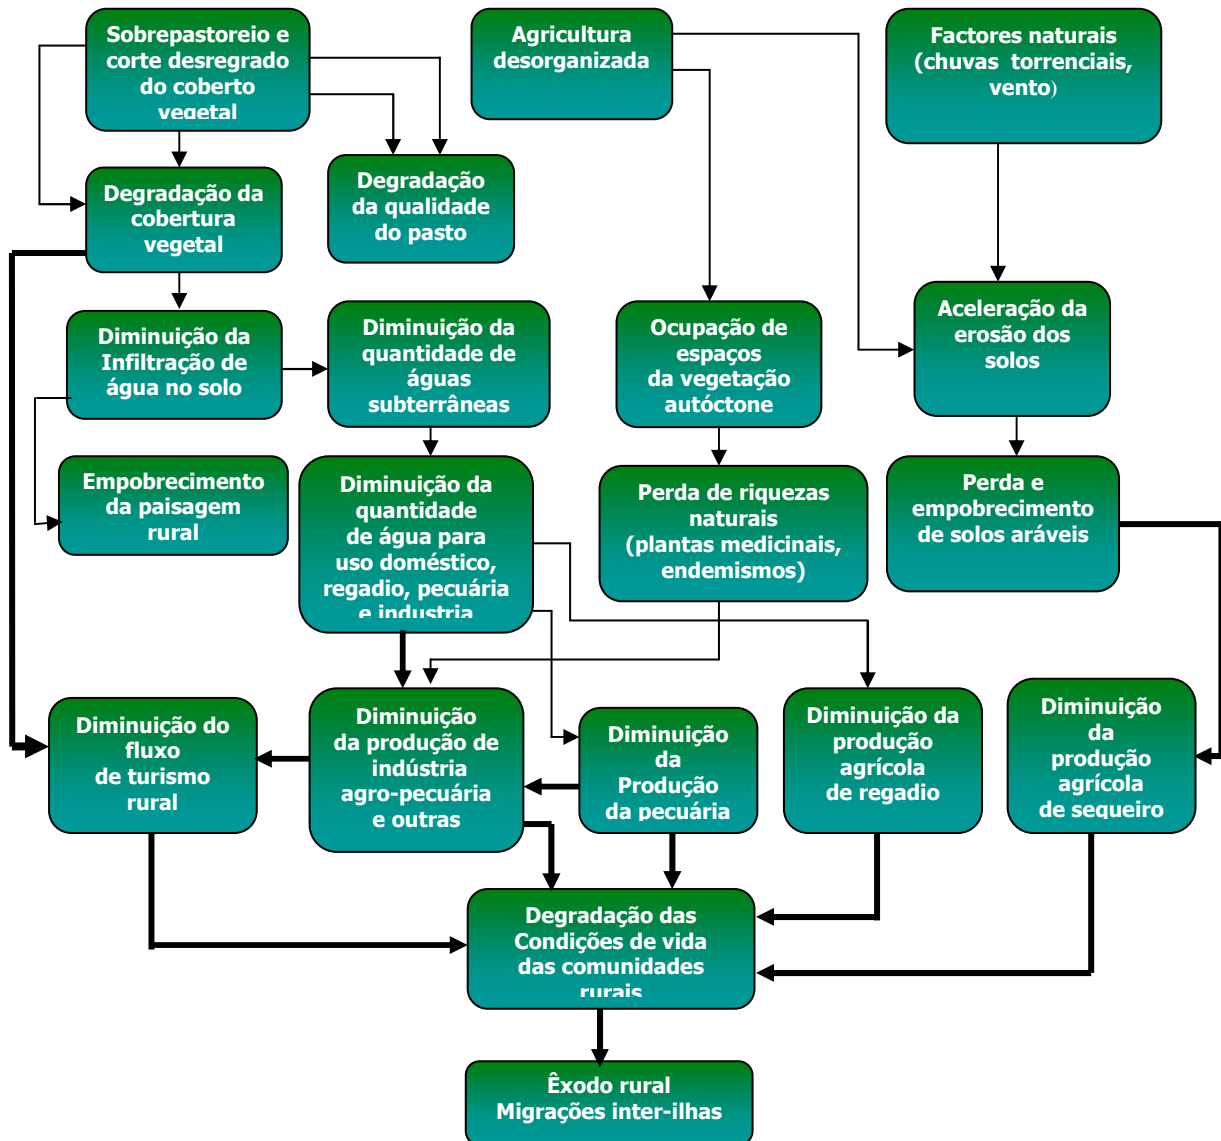 Sobrepastoreio e
corte desregrado
do coberto
vegetal
Agricultura
desorganizada
Factores naturais
(chuvas torrenciais,
vento)
Degradação da
cobertura
vegetal
Degradação
da qualidade
do pasto
Diminuição da
Infiltração de
água no solo
Diminuição da
quantidade de
águas
subterrâneas
Ocupação de
espaços
da vegetação
autóctone
Aceleração da
erosão dos
solos
Empobrecimento
da paisagem
rural
Diminuição da
quantidade
de água para
uso doméstico,
regadio, pecuária
e industria
Perda de riquezas
naturais
(plantas medicinais,
endemismos)
Perda e
empobrecimento
de solos aráveis
Diminuição do
fluxo
de turismo
rural
Diminuição
da produção de
indústria
agro-pecuária
e outras
Diminuição
da
Produção
da pecuária
Diminuição da
produção
agrícola
de regadio
Diminuição
da
produção
agrícola
de sequeiro
Degradação das
Condições de vida
das comunidades
rurais
Êxodo rural
Migrações inter-ilhas